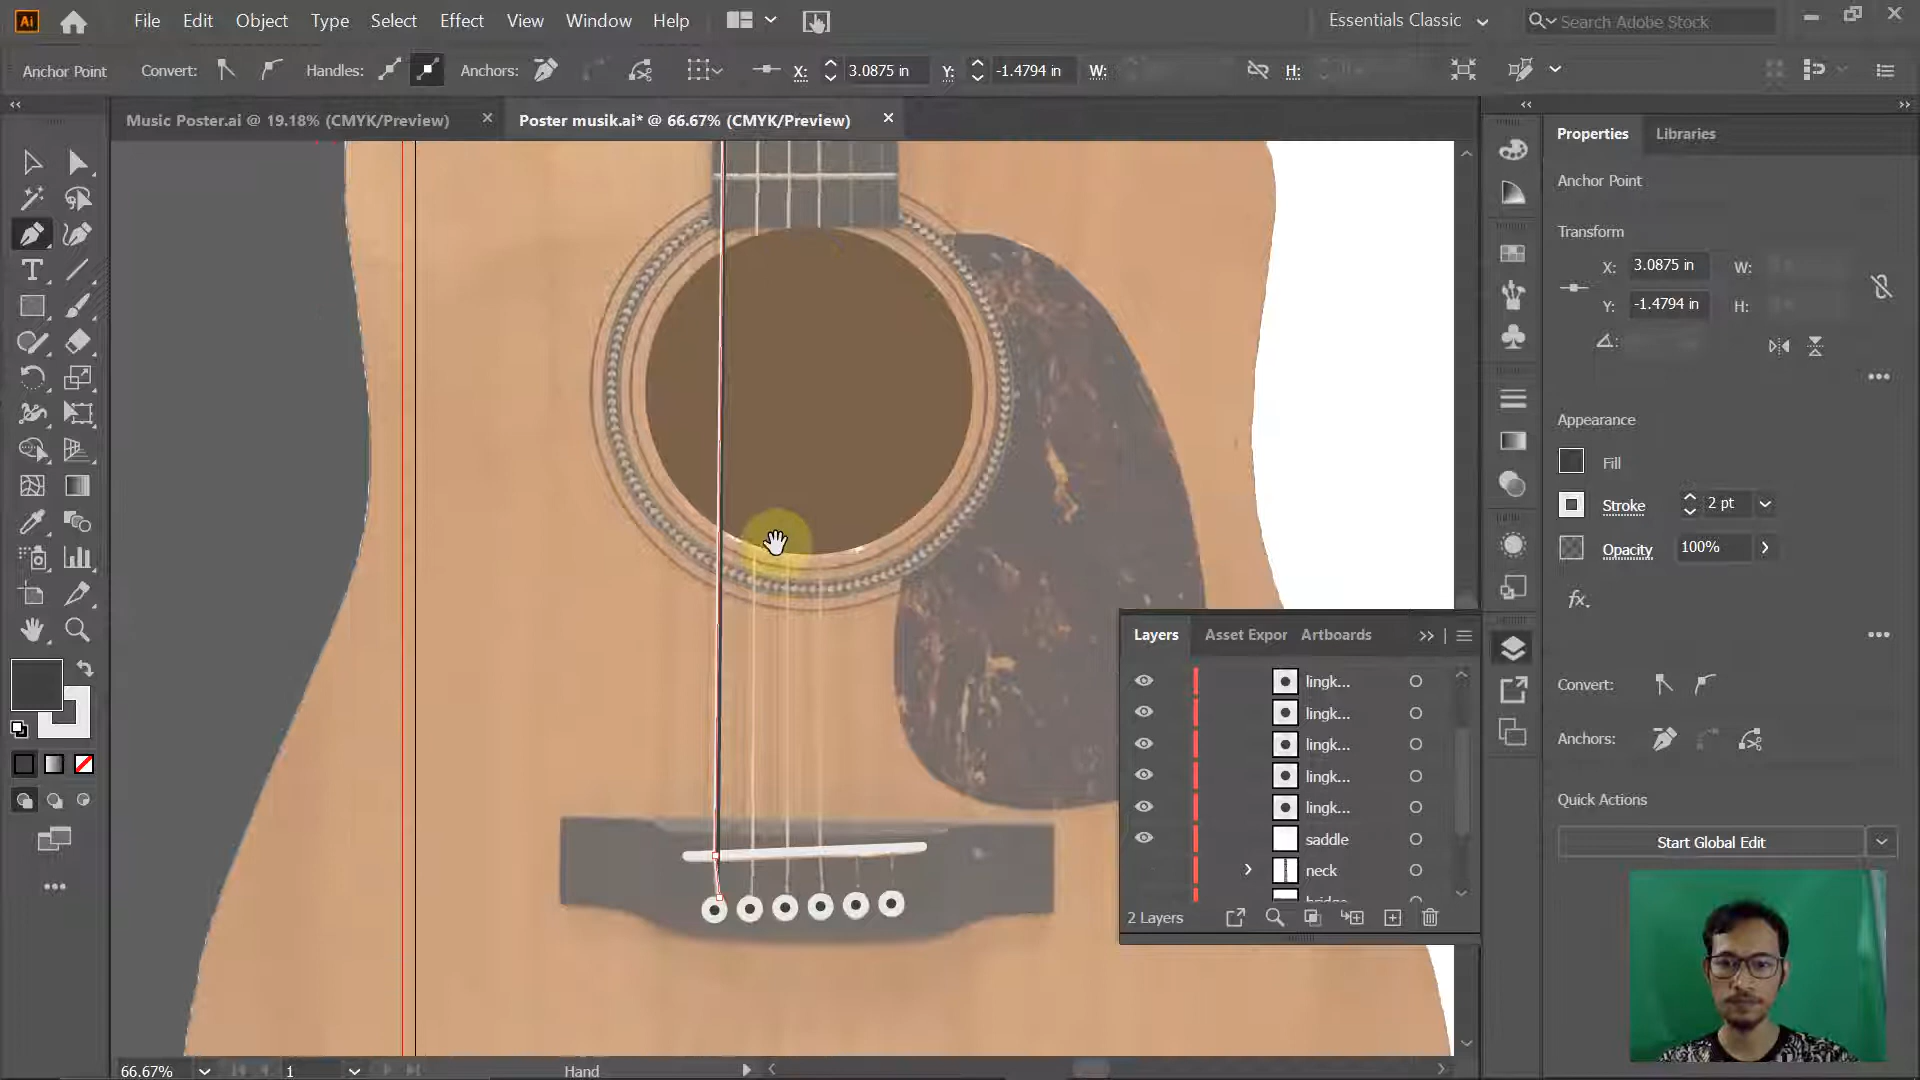 Ai File Edit Object Type Select Effect View Window Help Essentials Classic Search Adobe Stock
Anchor Point Convert: Handles: Anchors: X: 3.0875 in Y: -1.4794 in W: H:
Music Poster.ai @ 19.18% (CMYK/Preview) Poster musik.ai* @ 66.67% (CMYK/Preview)
Properties Libraries
Anchor Point
Transform
X: 3.0875 in W:
Y: -1.4794 in H:
Appearance
Fill
Stroke 2 pt
Opacity 100%
fx.
Layers Asset Expor Artboards
lingk...
lingk...
lingk...
lingk...
lingk...
saddle
neck
2 Layers
Convert:
Anchors:
Quick Actions
Start Global Edit
66.67% 1 Hand